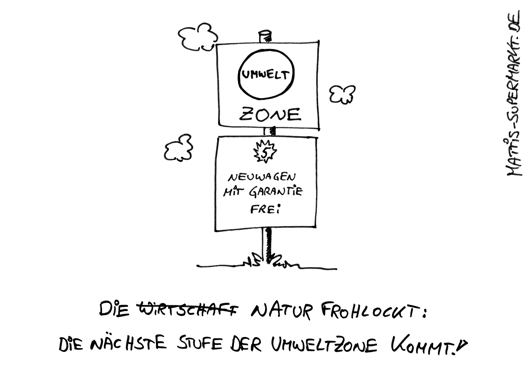 UMWELT
ZONE
5
NEUWAGEN
MIT GARANTIE
FREI
MATTIS-SUPERMARKT.DE
DIE WIRTSCHAFT NATUR FROHLOCKT:
DIE NÄCHSTE STUFE DER UMWELTZONE KOMMT!